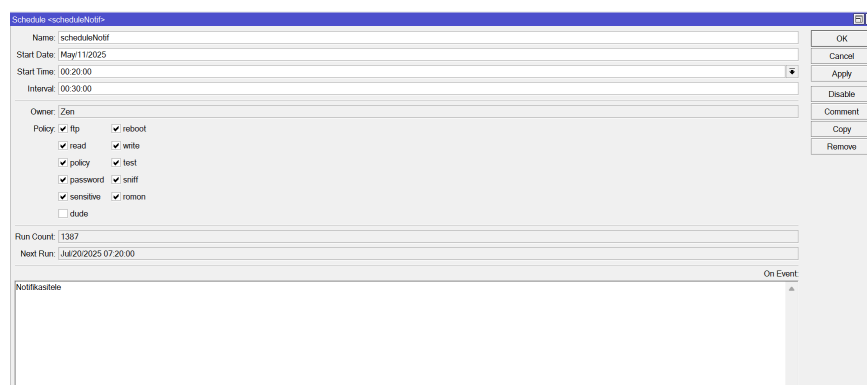 Schedule <scheduleNotif>
Name: scheduleNotif
OK
Start Date: May/11/2025
Cancel
Start Time: 00:20:00
Apply
Interval: 00:30:00
Disable
Owner: Zen
Comment
Policy: ftp reboot
Copy
read write
Remove
policy test
password sniff
sensitive romon
dude
Run Count: 1387
Next Run: Jul/20/2025 07:20:00
On Event:
Notifikasitele